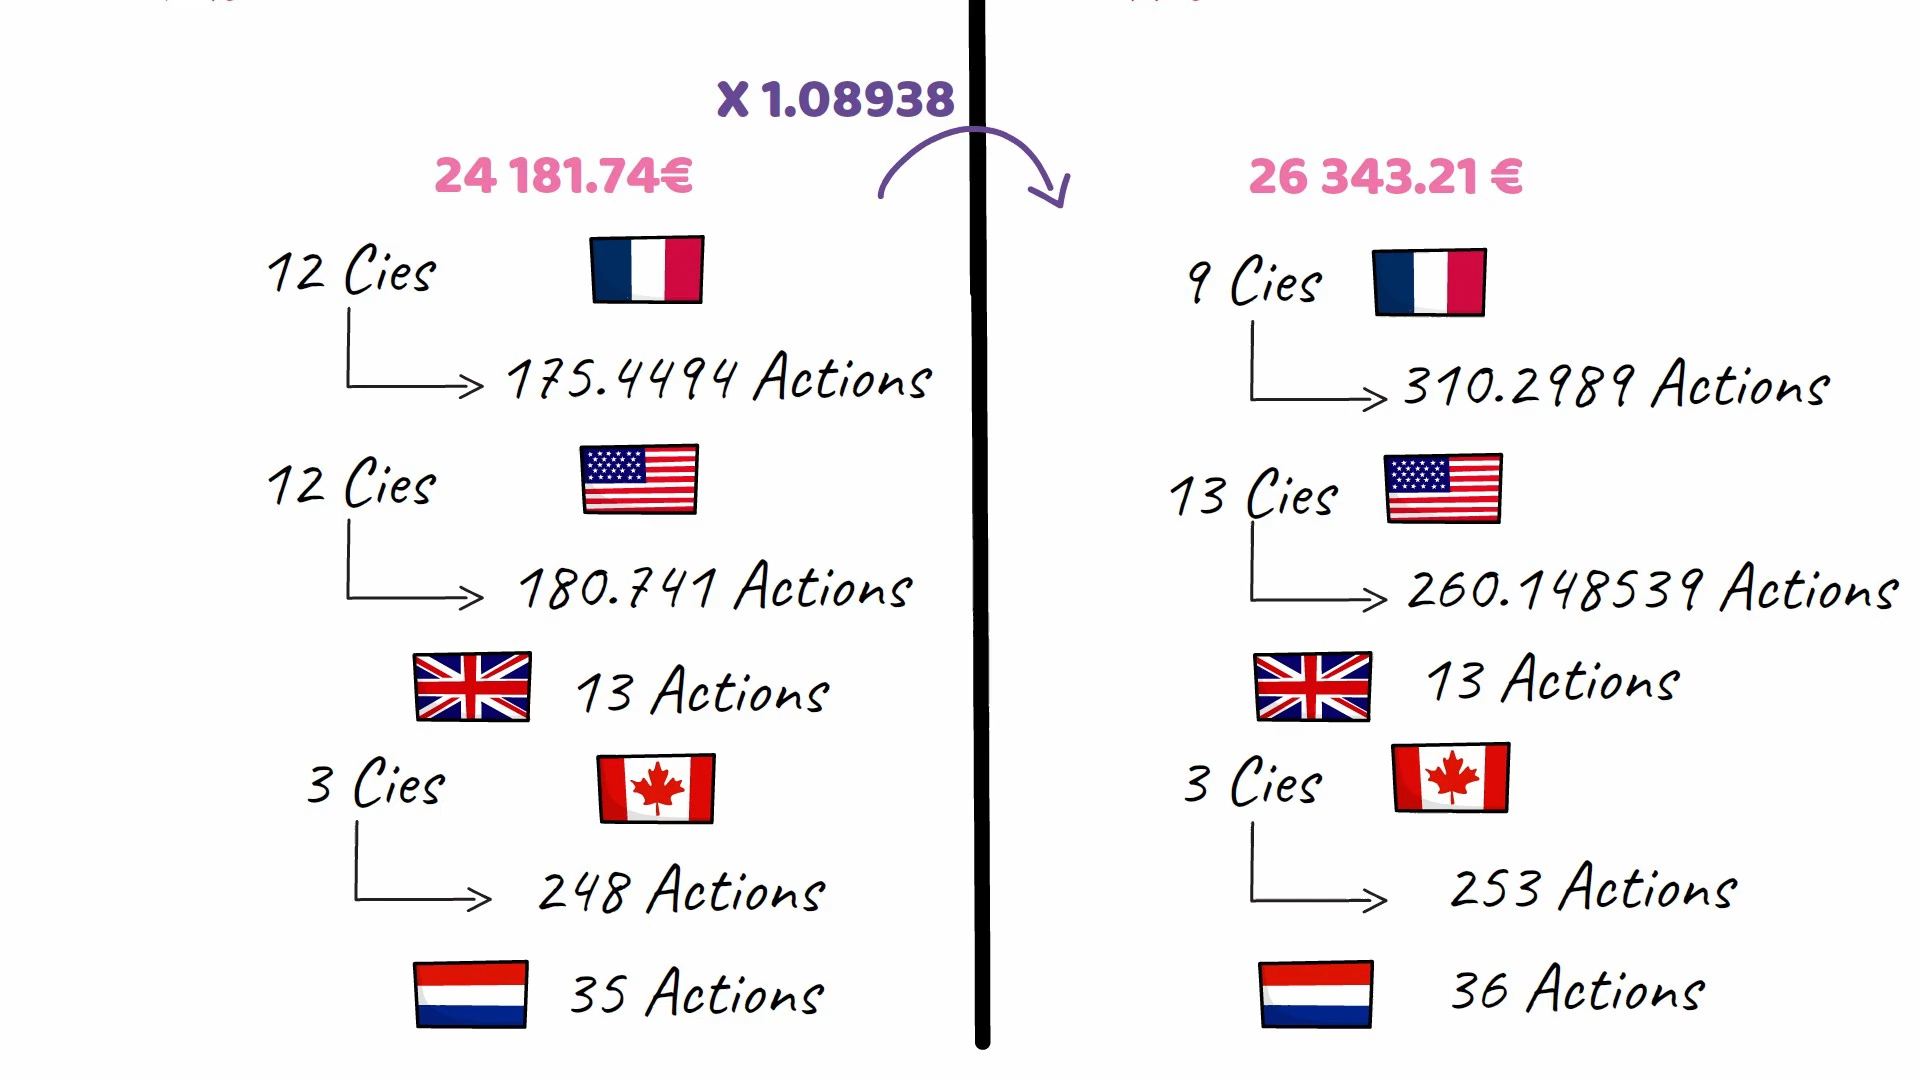 X 1.08938
24 181.74€
12 Cies
175.4494 Actions
12 Cies
180.741 Actions
13 Actions
3 Cies
248 Actions
35 Actions
26 343.21 €
9 Cies
310.2989 Actions
13 Cies
260.148539 Actions
13 Actions
3 Cies
253 Actions
36 Actions